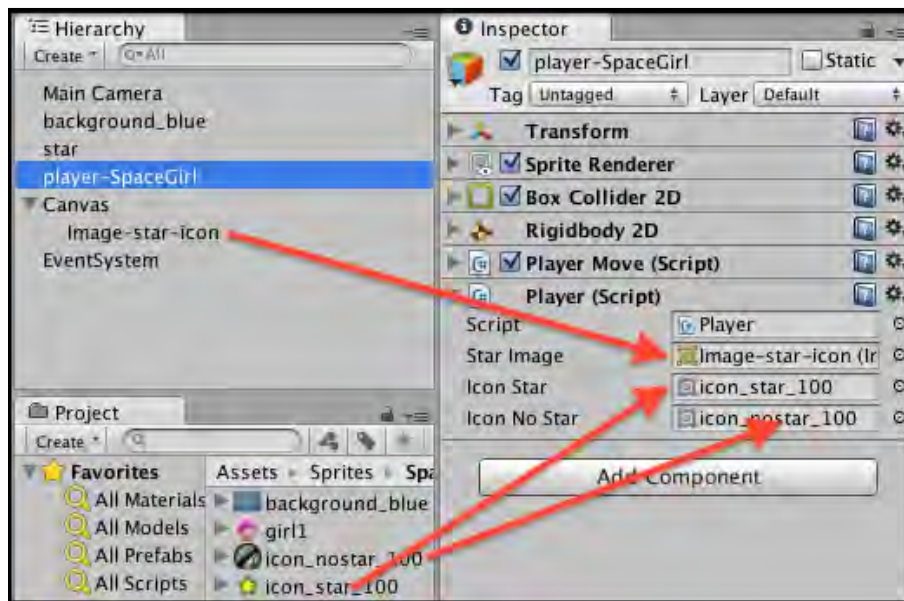 Hierarchy
Create
All
Main Camera
background_blue
star
player-SpaceGirl
Canvas
Image-star-icon
EventSystem
Project
Create
Favorites
All Materials
All Models
All Prefabs
All Scripts
Assets Sprites Spa
background_blue
girl1
icon_nostar_100
icon_star_100
Inspector
player-SpaceGirl Static
Tag Untagged Layer Default
Transform
Sprite Renderer
Box Collider 2D
Rigidbody 2D
Player Move (Script)
Player (Script)
Script Player
Star Image Image-star-icon (Ir
Icon Star icon_star_100
Icon No Star icon_nostar_100
Add Component